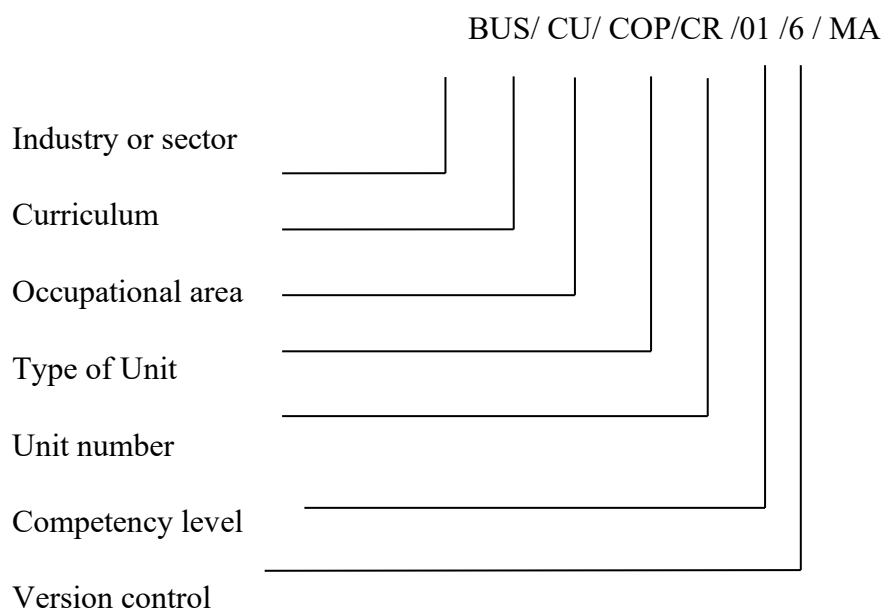 BUS/ CU/ COP/CR /01 /6 / MA
Industry or sector
Curriculum
Occupational area
Type of Unit
Unit number
Competency level
Version control